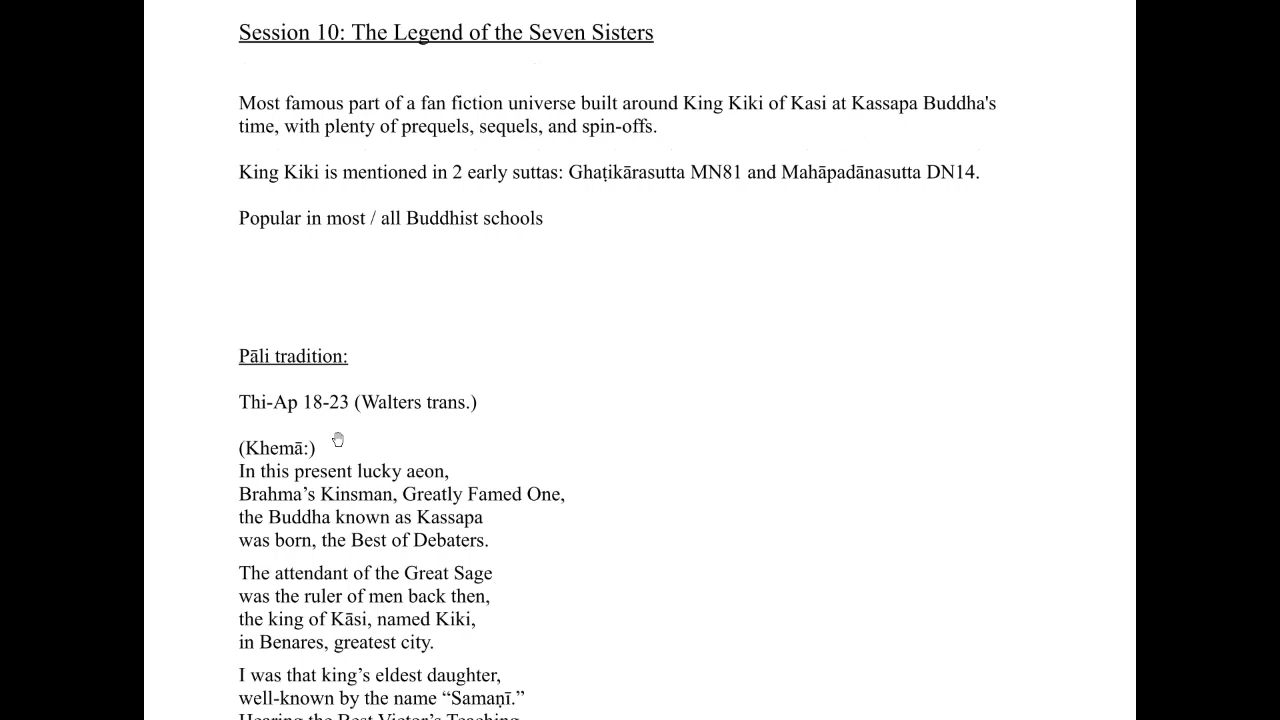 Session 10: The Legend of the Seven Sisters
Most famous part of a fan fiction universe built around King Kiki of Kasi at Kassapa Buddha's
time, with plenty of prequels, sequels, and spin-offs.
King Kiki is mentioned in 2 early suttas: Ghaṭikārasutta MN81 and Mahāpadānasutta DN14.
Popular in most / all Buddhist schools
Pāli tradition:
Thi-Ap 18-23 (Walters trans.)
(Khemā:)
In this present lucky aeon,
Brahma’s Kinsman, Greatly Famed One,
the Buddha known as Kassapa
was born, the Best of Debaters.
The attendant of the Great Sage
was the ruler of men back then,
the king of Kāsi, named Kiki,
in Benares, greatest city.
I was that king’s eldest daughter,
well-known by the name “Samaṇī.”
Hearing the Best Victor’s Teaching